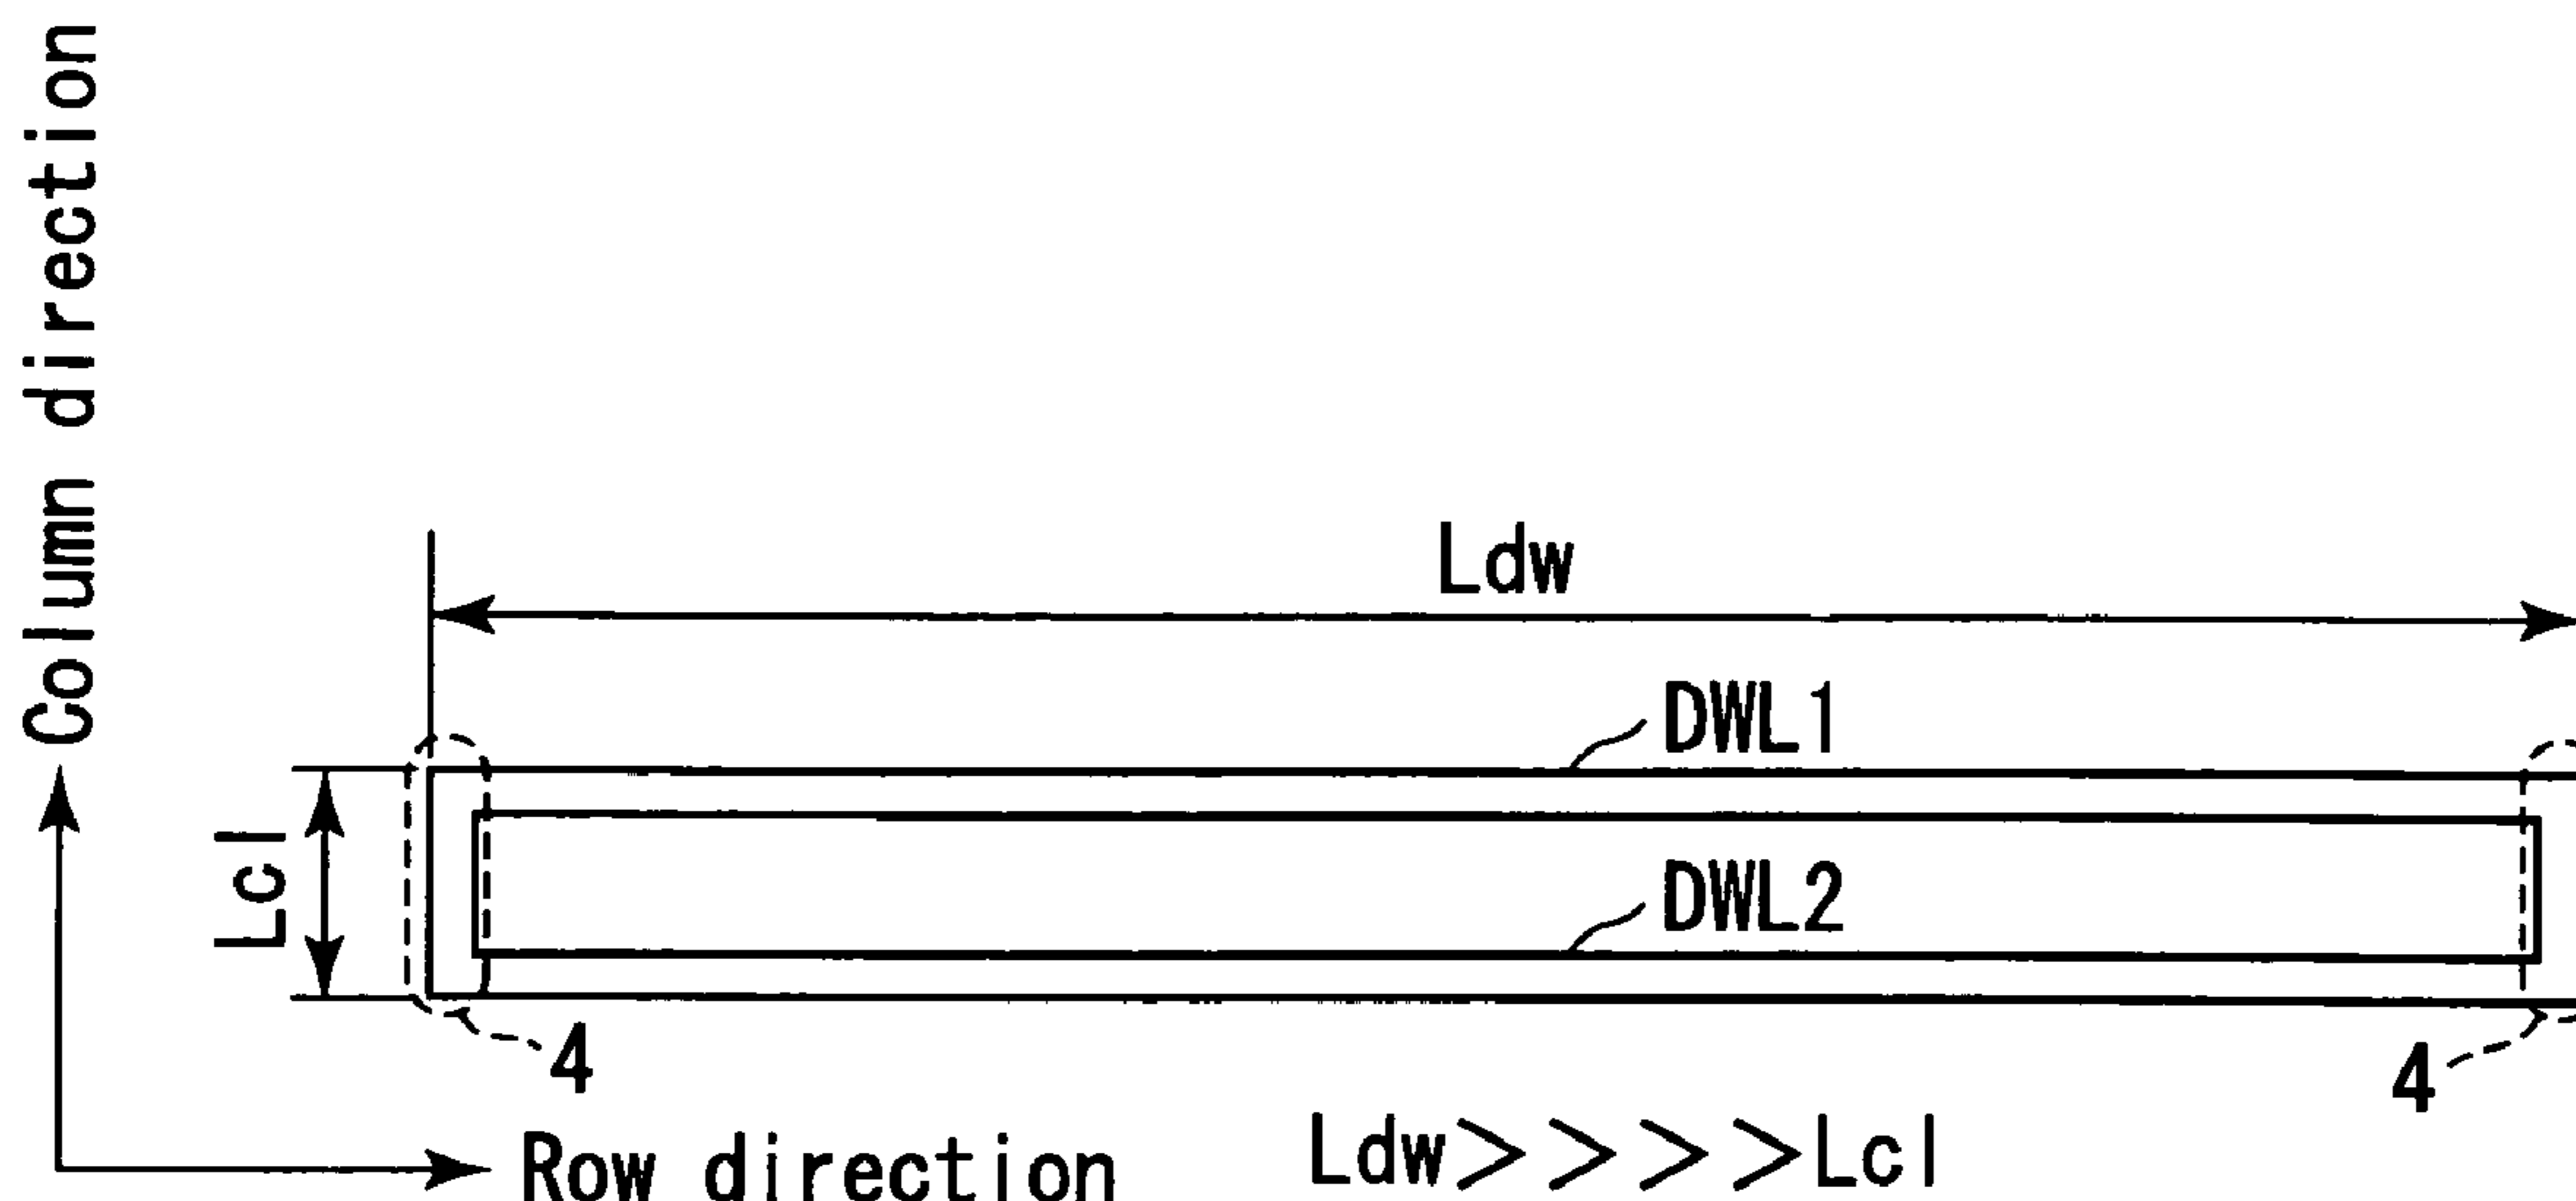 Column direction
Ldw
DWL1
Lcl
DWL2
4
4
Row direction
Ldw>>>>Lcl